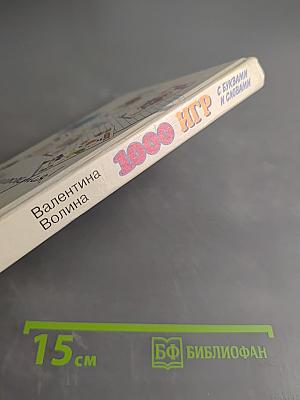 Валентина
Волина
1000 ИГР
С БУКВАМИ
И СЛОВАМИ
15 см
БФ БИБЛИОФАН